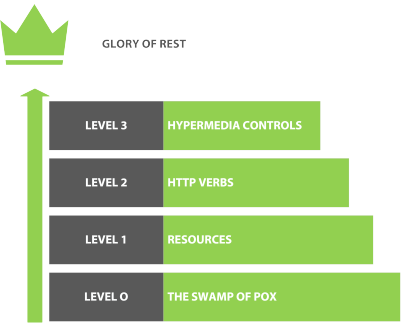 GLORY OF REST
LEVEL 3 HYPERMEDIA CONTROLS
LEVEL 2 HTTP VERBS
LEVEL 1 RESOURCES
LEVEL O THE SWAMP OF POX